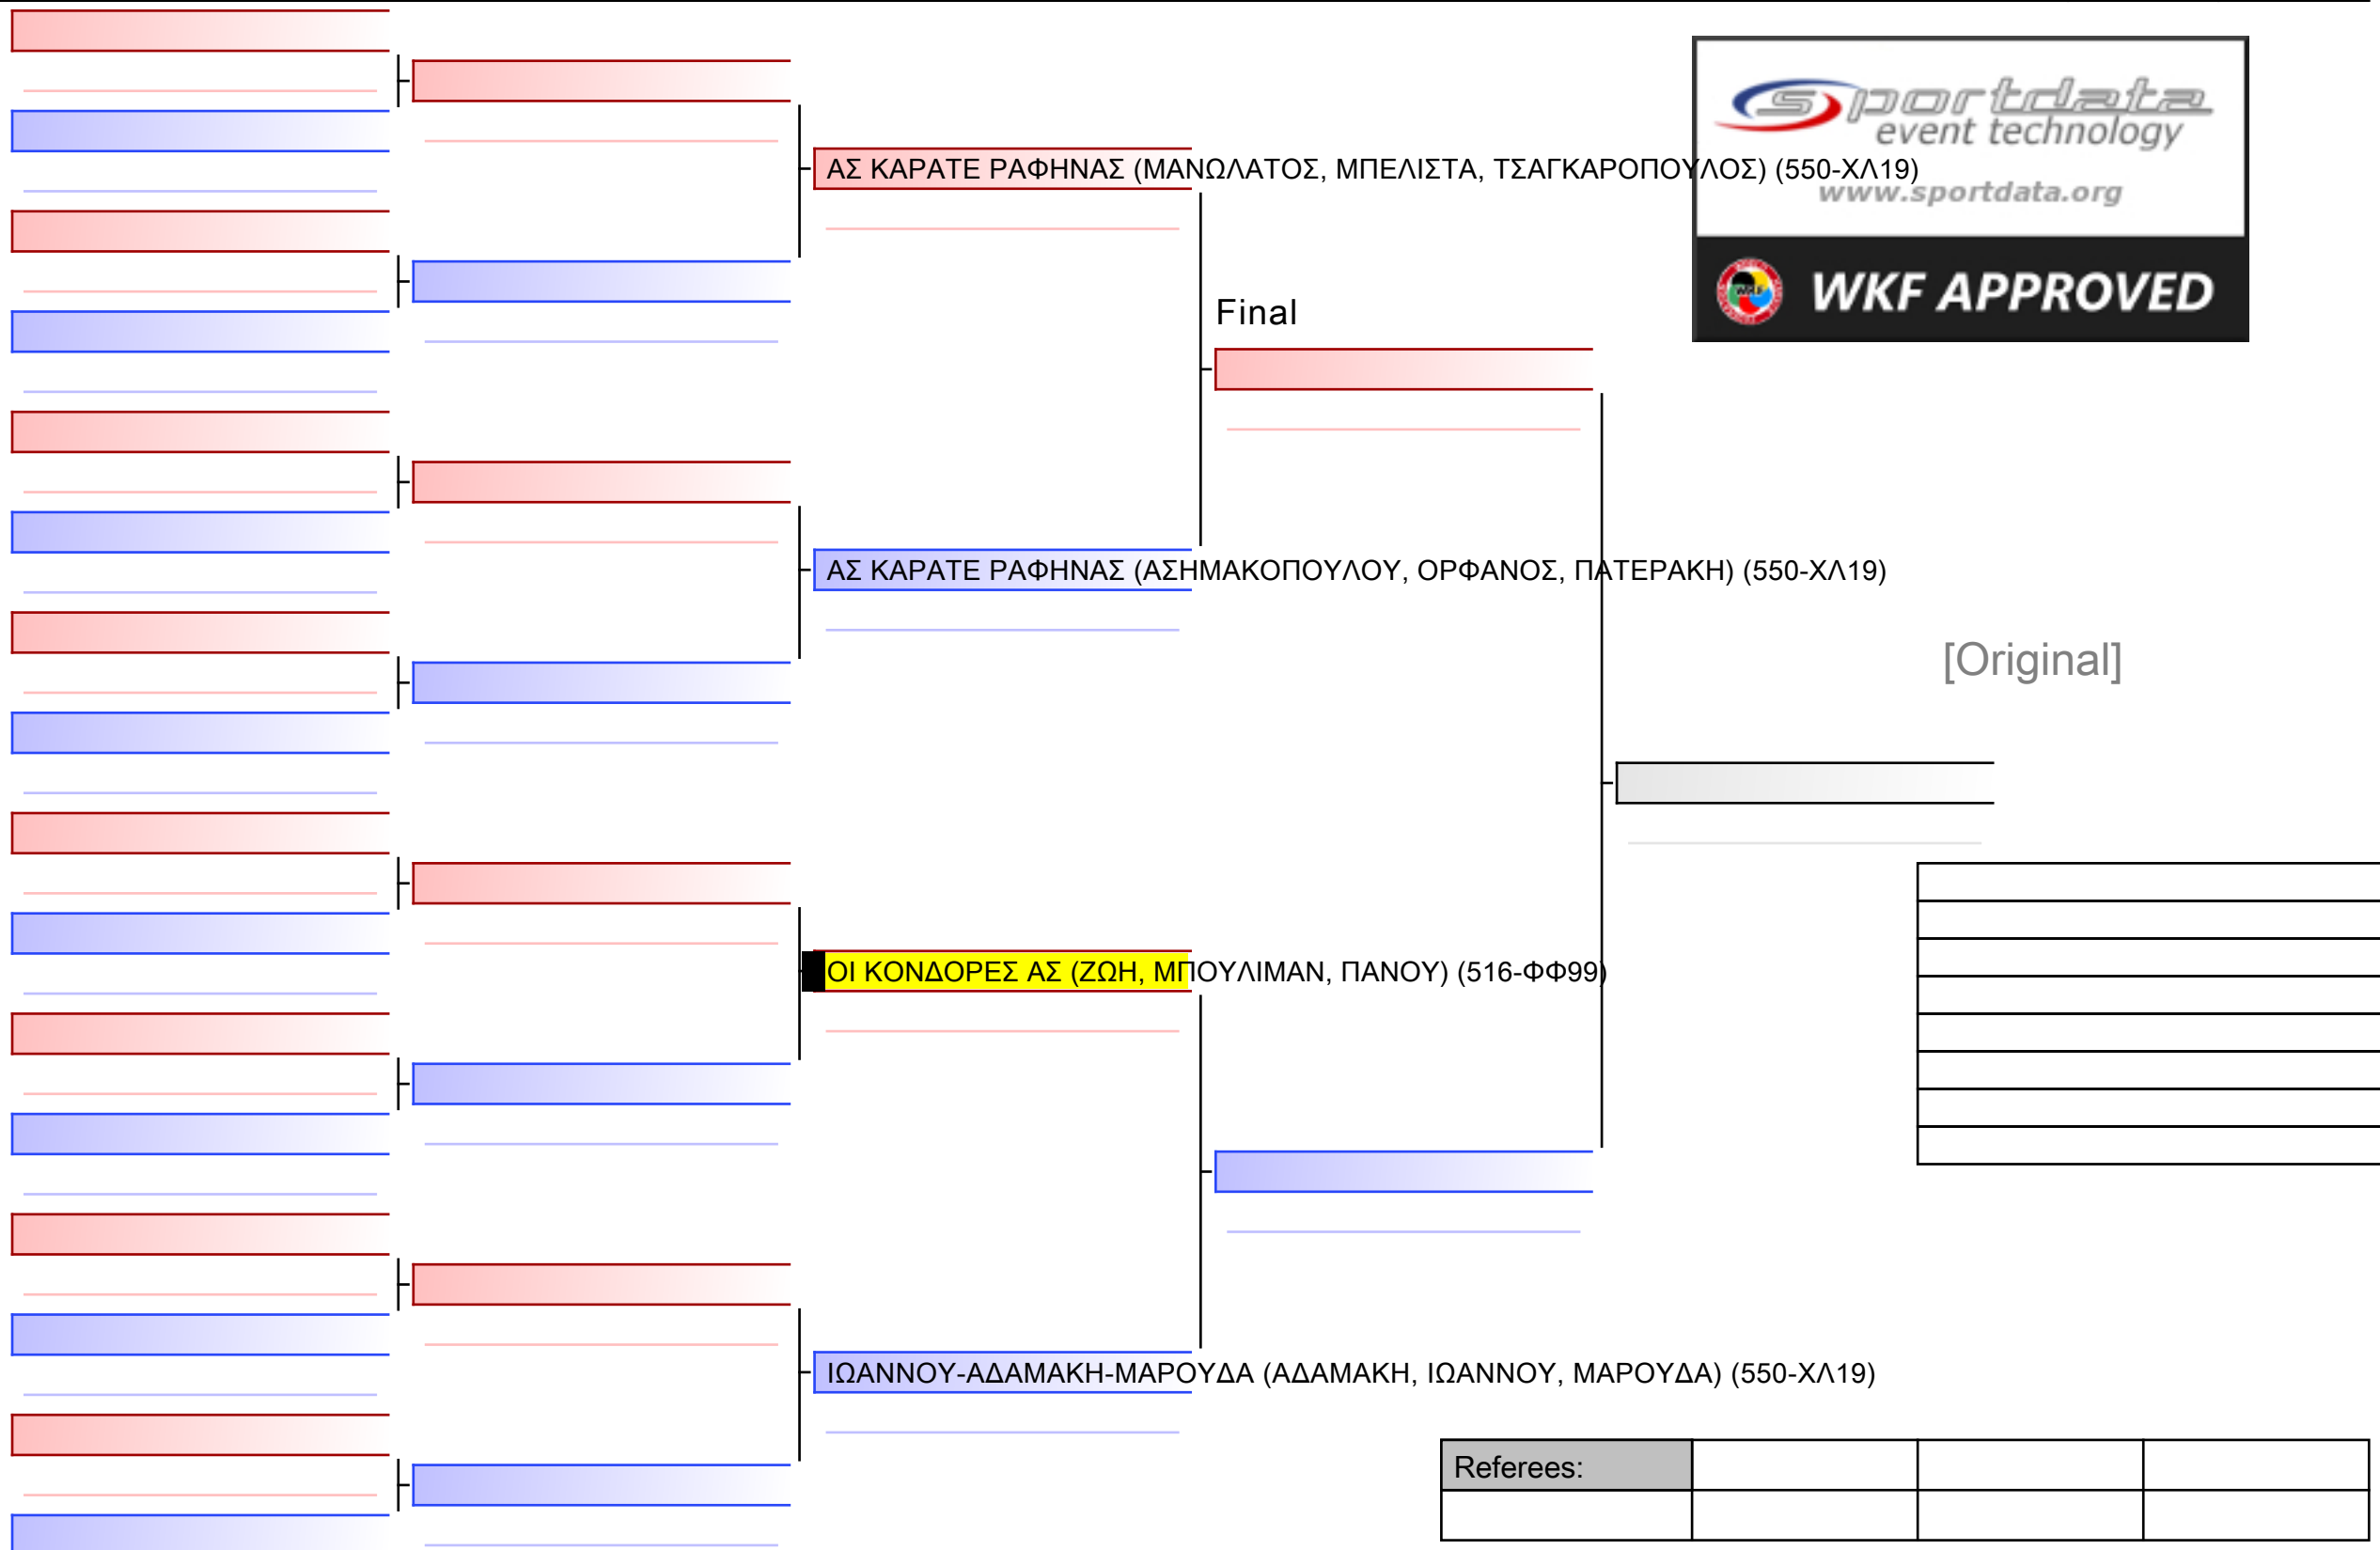 sportdata
event technology
ΑΣ ΚΑΡΑΤΕ ΡΑΦΗΝΑΣ (ΜΑΝΩΛΑΤΟΣ, ΜΠΕΛΙΣΤΑ, ΤΣΑΓΚΑΡΟΠΟΥΛΟΣ) (550-ΧΛ19)
www.sportdata.org
WKF APPROVED
Final
ΑΣ ΚΑΡΑΤΕ ΡΑΦΗΝΑΣ (ΑΣΗΜΑΚΟΠΟΥΛΟΥ, ΟΡΦΑΝΟΣ, ΠΑΤΕΡΑΚΗ) (550-ΧΛ19)
[Original]
ΟΙ ΚΟΝΔΟΡΕΣ ΑΣ (ΖΩΗ, ΜΠΟΥΛΙΜΑΝ, ΠΑΝΟΥ) (516-ΦΦ99)
ΙΩΑΝΝΟΥ-ΑΔΑΜΑΚΗ-ΜΑΡΟΥΔΑ (ΑΔΑΜΑΚΗ, ΙΩΑΝΝΟΥ, ΜΑΡΟΥΔΑ) (550-ΧΛ19)
Referees: